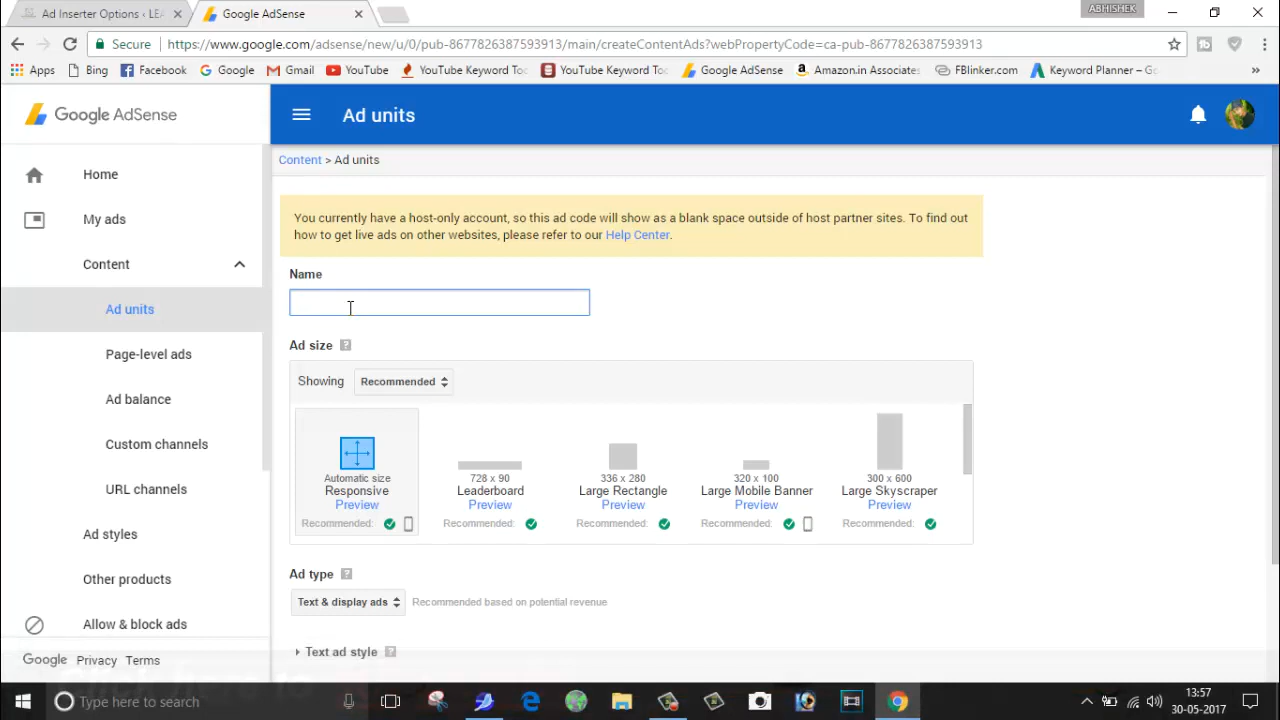 Ad Inserter Options ‹ LEA
Google AdSense
ABHISHEK
Secure
https://www.google.com/adsense/new/u/0/pub-8677826387593913/main/createContentAds?webPropertyCode=ca-pub-8677826387593913
Apps
Bing
Facebook
Google
Gmail
YouTube
YouTube Keyword Too
YouTube Keyword Too
Google AdSense
Amazon.in Associates
FBlinker.com
Keyword Planner – Go
»
Google AdSense
Ad units
Home
My ads
Content
Ad units
Page-level ads
Ad balance
Custom channels
URL channels
Ad styles
Other products
Allow & block ads
Google Privacy Terms
Content > Ad units
You currently have a host-only account, so this ad code will show as a blank space outside of host partner sites. To find out
how to get live ads on other websites, please refer to our Help Center.
Name
Ad size ?
Showing Recommended
Automatic size
Responsive
Preview
Recommended:
728 x 90
Leaderboard
Preview
Recommended:
336 x 280
Large Rectangle
Preview
Recommended:
320 x 100
Large Mobile Banner
Preview
Recommended:
300 x 600
Large Skyscraper
Preview
Recommended:
Ad type ?
Text & display ads Recommended based on potential revenue
Text ad style ?
Type here to search
13:57
30-05-2017